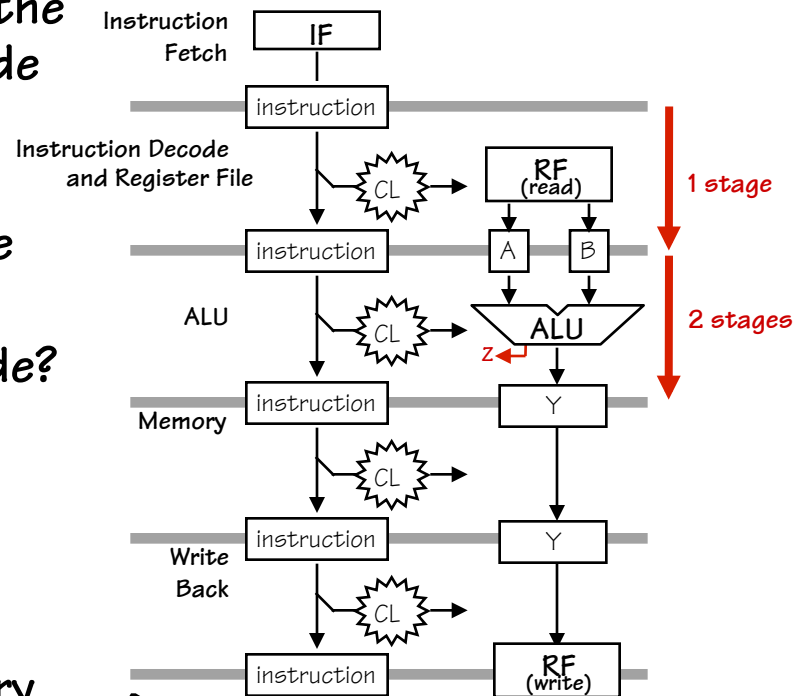 the
de
e
de?
ry
Instruction
Fetch
IF
instruction
Instruction Decode
and Register File
CL
RF
(read)
1 stage
instruction
A
B
ALU
CL
ALU
Z
2 stages
instruction
Y
Memory
CL
instruction
Y
Write
Back
CL
instruction
RF
(write)